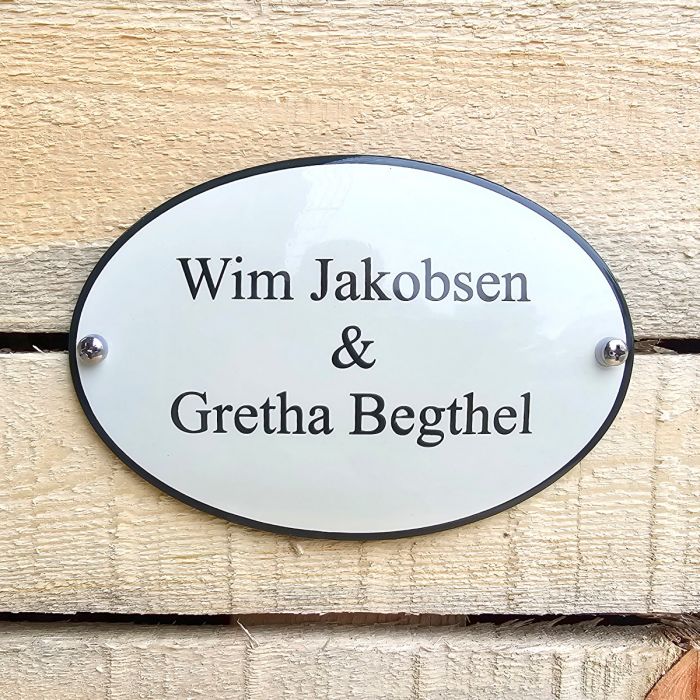 Wim Jakobsen
&
Gretha Begthel